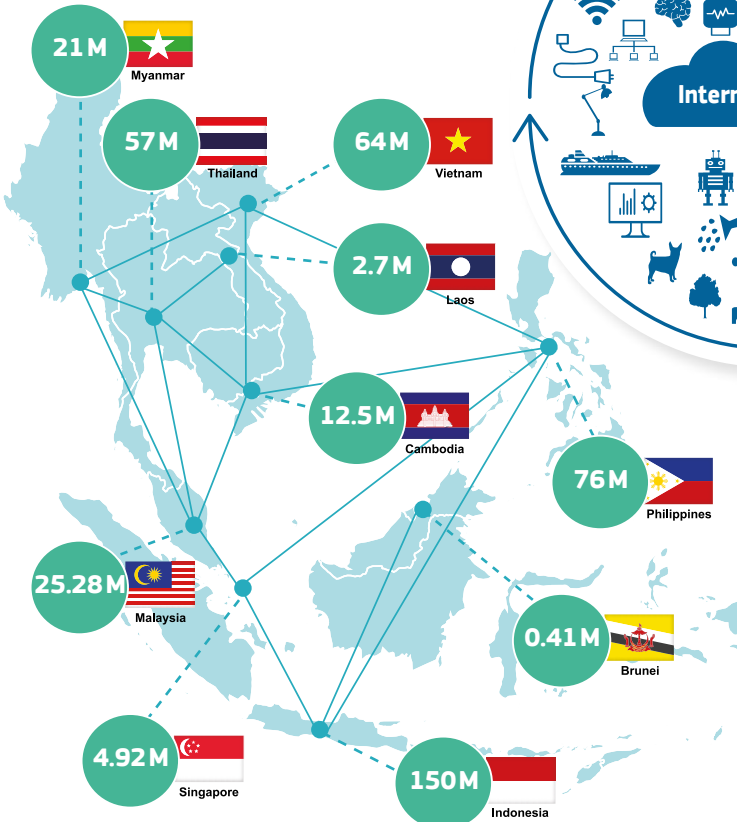 21M
Myanmar
57M
Thailand
64M
Vietnam
2.7M
Laos
12.5M
Cambodia
76M
Philippines
25.28M
Malaysia
0.41M
Brunei
4.92M
Singapore
150M
Indonesia
Intern